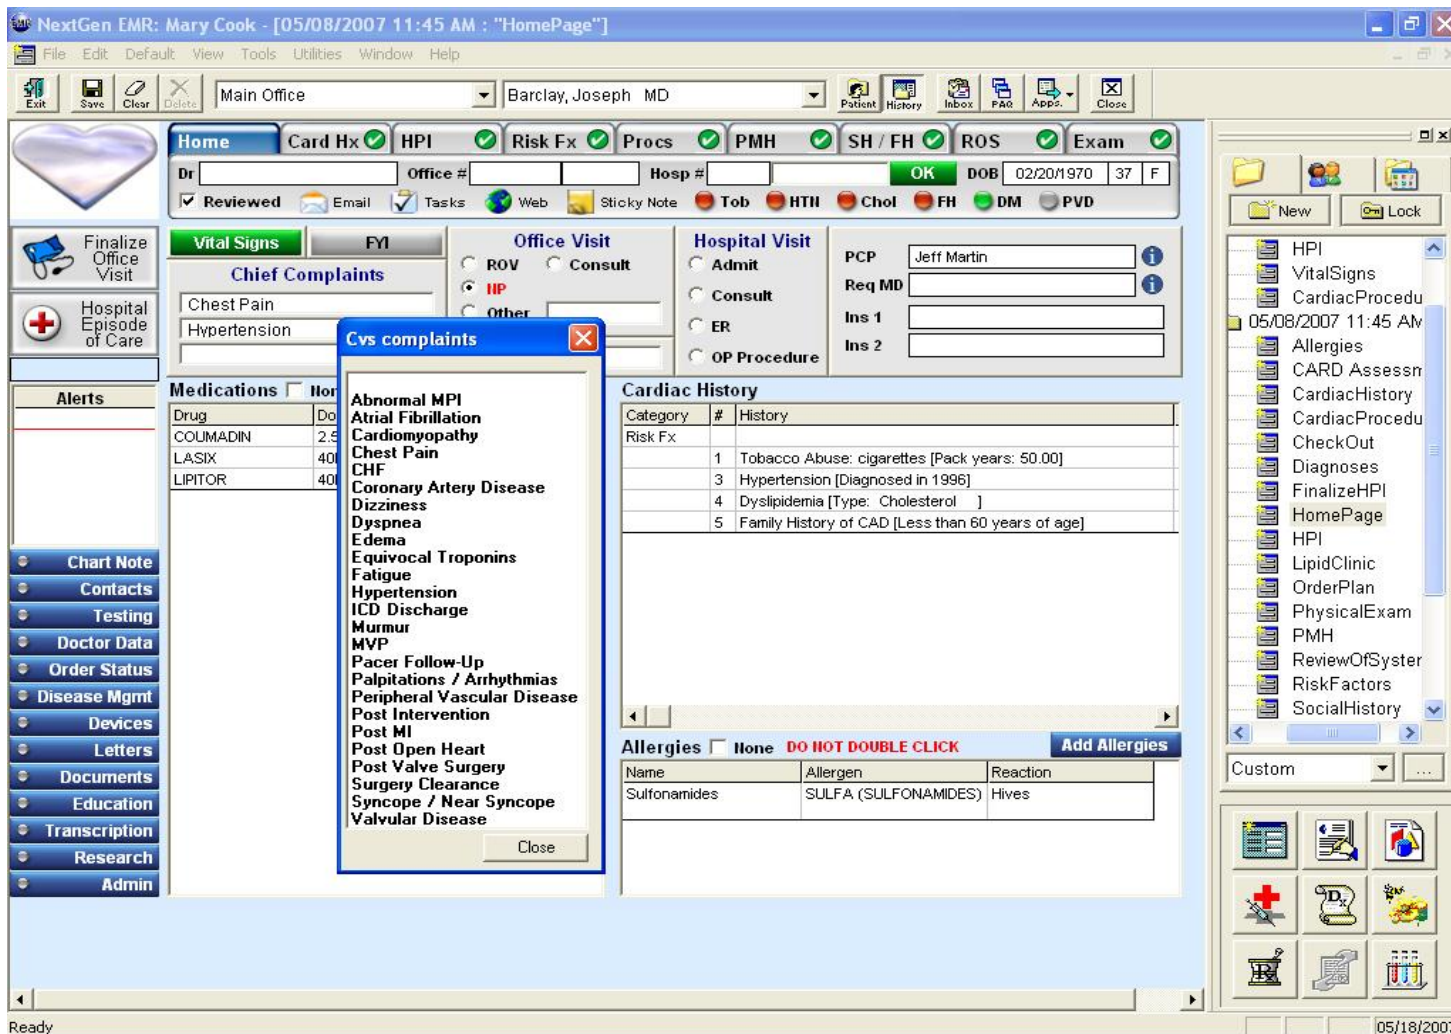 NextGen EMR: Mary Cook - [05/08/2007 11:45 AM : "HomePage"]
File Edit Default View Tools Utilities Window Help
Exit Save Clear Delete Main Office Barclay, Joseph MD Patient History Inbox PAQ Apps. Close
Home Card Hx HPI Risk Fx Procs PMH SH / FH ROS Exam
Dr Office # Hosp # OK DOB 02/20/1970 37 F
Reviewed Email Tasks Web Sticky Note Tob HTN Chol FH DM PVD
Finalize
Office
Visit
Hospital
Episode
of Care
Alerts
Chart Note
Contacts
Testing
Doctor Data
Order Status
Disease Mgmt
Devices
Letters
Documents
Education
Transcription
Research
Admin
Vital Signs FYI
Chief Complaints
Chest Pain
Hypertension
Office Visit
ROV Consult
NP
Other
Hospital Visit
Admit
Consult
ER
OP Procedure
PCP Jeff Martin
Req MD
Ins 1
Ins 2
Medications
Drug
COUMADIN
LASIX
LIPITOR
Cvs complaints
Abnormal MPI
Atrial Fibrillation
Cardiomyopathy
Chest Pain
CHF
Coronary Artery Disease
Dizziness
Dyspnea
Edema
Equivocal Troponins
Fatigue
Hypertension
ICD Discharge
Murmur
MVP
Pacer Follow-Up
Palpitations / Arrhythmias
Peripheral Vascular Disease
Post Intervention
Post MI
Post Open Heart
Post Valve Surgery
Surgery Clearance
Syncope / Near Syncope
Valvular Disease
Close
Cardiac History
Category # History
Risk Fx
1 Tobacco Abuse: cigarettes [Pack years: 50.00]
3 Hypertension [Diagnosed in 1996]
4 Dyslipidemia [Type: Cholesterol ]
5 Family History of CAD [Less than 60 years of age]
Allergies None DO NOT DOUBLE CLICK Add Allergies
Name Allergen Reaction
Sulfonamides SULFA (SULFONAMIDES) Hives
New Lock
HPI
VitalSigns
CardiacProcedu
05/08/2007 11:45 AM
Allergies
CARD Assessm
CardiacHistory
CardiacProcedu
CheckOut
Diagnoses
FinalizeHPI
HomePage
HPI
LipidClinic
OrderPlan
PhysicalExam
PMH
ReviewOfSyster
RiskFactors
SocialHistory
Custom ...
Ready
05/18/200